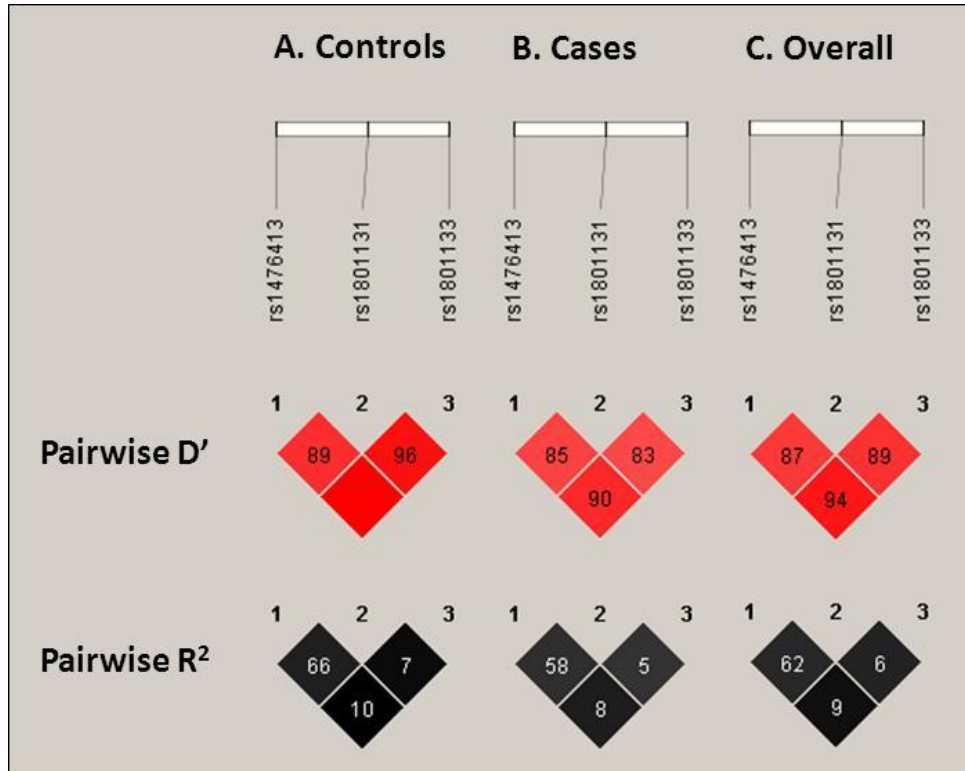 A. Controls B. Cases C. Overall
rs1476413 rs1801131 rs1801133 rs1476413 rs1801131 rs1801133 rs1476413 rs1801131 rs1801133
1 2 3 1 2 3 1 2 3
Pairwise D’ 89 96 85 83 87 89
90 94
1 2 3 1 2 3 1 2 3
Pairwise R² 66 7 58 5 62 6
10 8 9